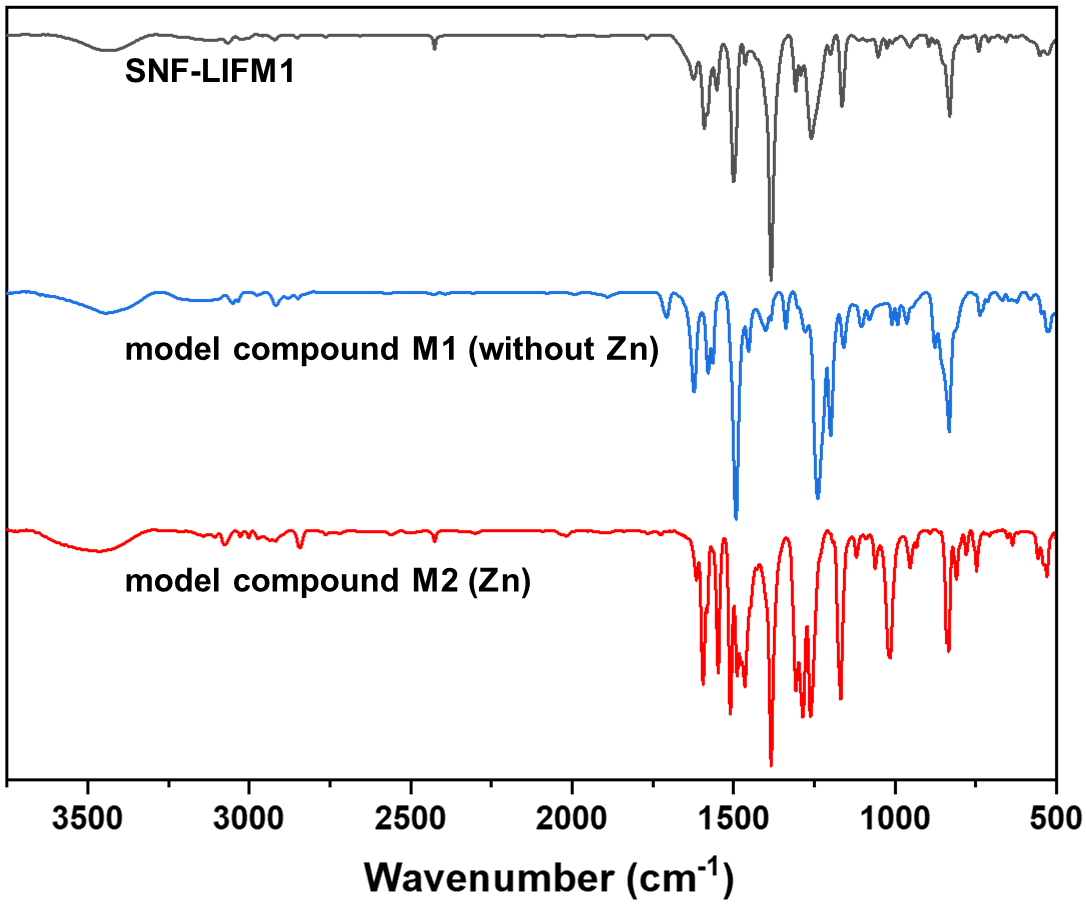 SNF-LIFM1
model compound M1 (without Zn)
model compound M2 (Zn)
3500 3000 2500 2000 1500 1000 500
Wavenumber (cm⁻¹)